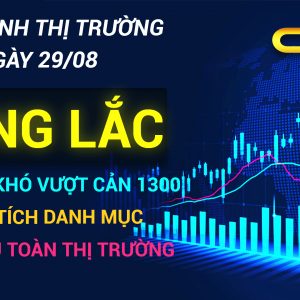 NH THỊ TRƯỜNG
GÀY 29/08
NG LẮC
KHÓ VƯỢT CẢN 1300
TÍCH DANH MỤC
TOÀN THỊ TRƯỜNG